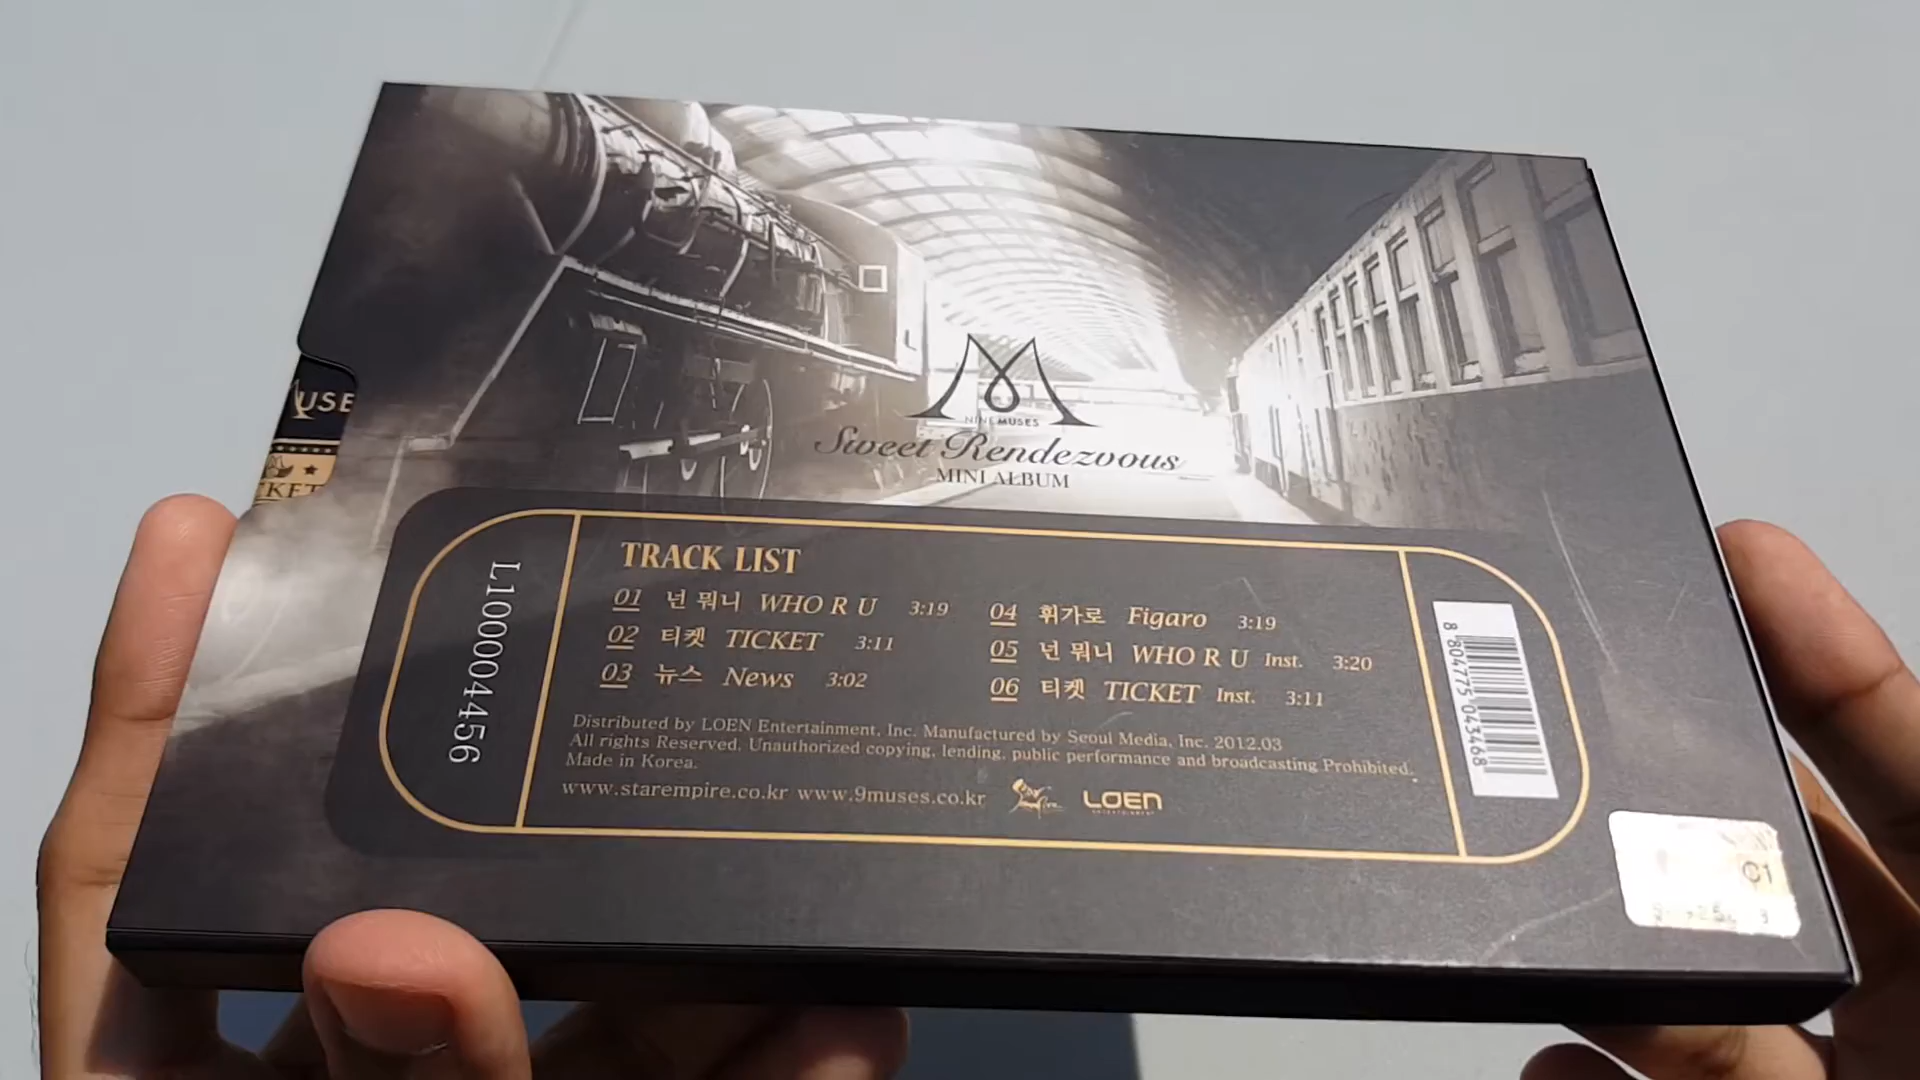 USE
NINE MUSES
Sweet Rendezvous
MINI ALBUM
L100004456
TRACK LIST
01 넌 뭐니 WHO R U 3:19
02 티켓 TICKET 3:11
03 뉴스 News 3:02
04 휘가로 Figaro 3:19
05 넌 뭐니 WHO R U Inst. 3:20
06 티켓 TICKET Inst. 3:11
Distributed by LOEN Entertainment, Inc. Manufactured by Seoul Media, Inc. 2012.03
All rights Reserved. Unauthorized copying, lending, public performance and broadcasting Prohibited.
Made in Korea.
www.starempire.co.kr www.9muses.co.kr
LOEN
ENTERTAINMENT
8 804775 043468
C1